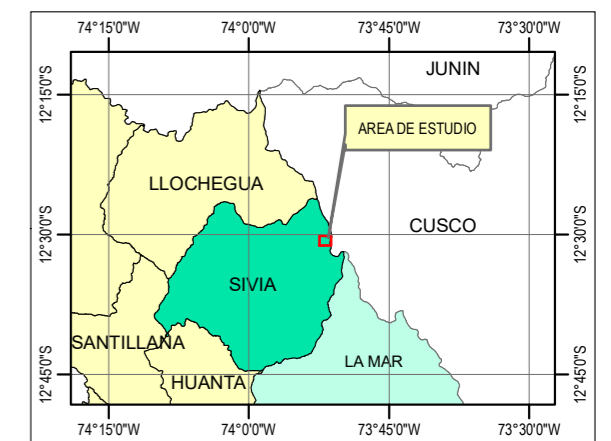 74°15'0"W 74°0'0"W 73°45'0"W 73°30'0"W
JUNIN
12°15'0"S 12°15'0"S
AREA DE ESTUDIO
LLOCHEGUA
CUSCO
12°30'0"S 12°30'0"S
SIVIA
SANTILLANA
LA MAR
12°45'0"S 12°45'0"S
HUANTA
74°15'0"W 74°0'0"W 73°45'0"W 73°30'0"W